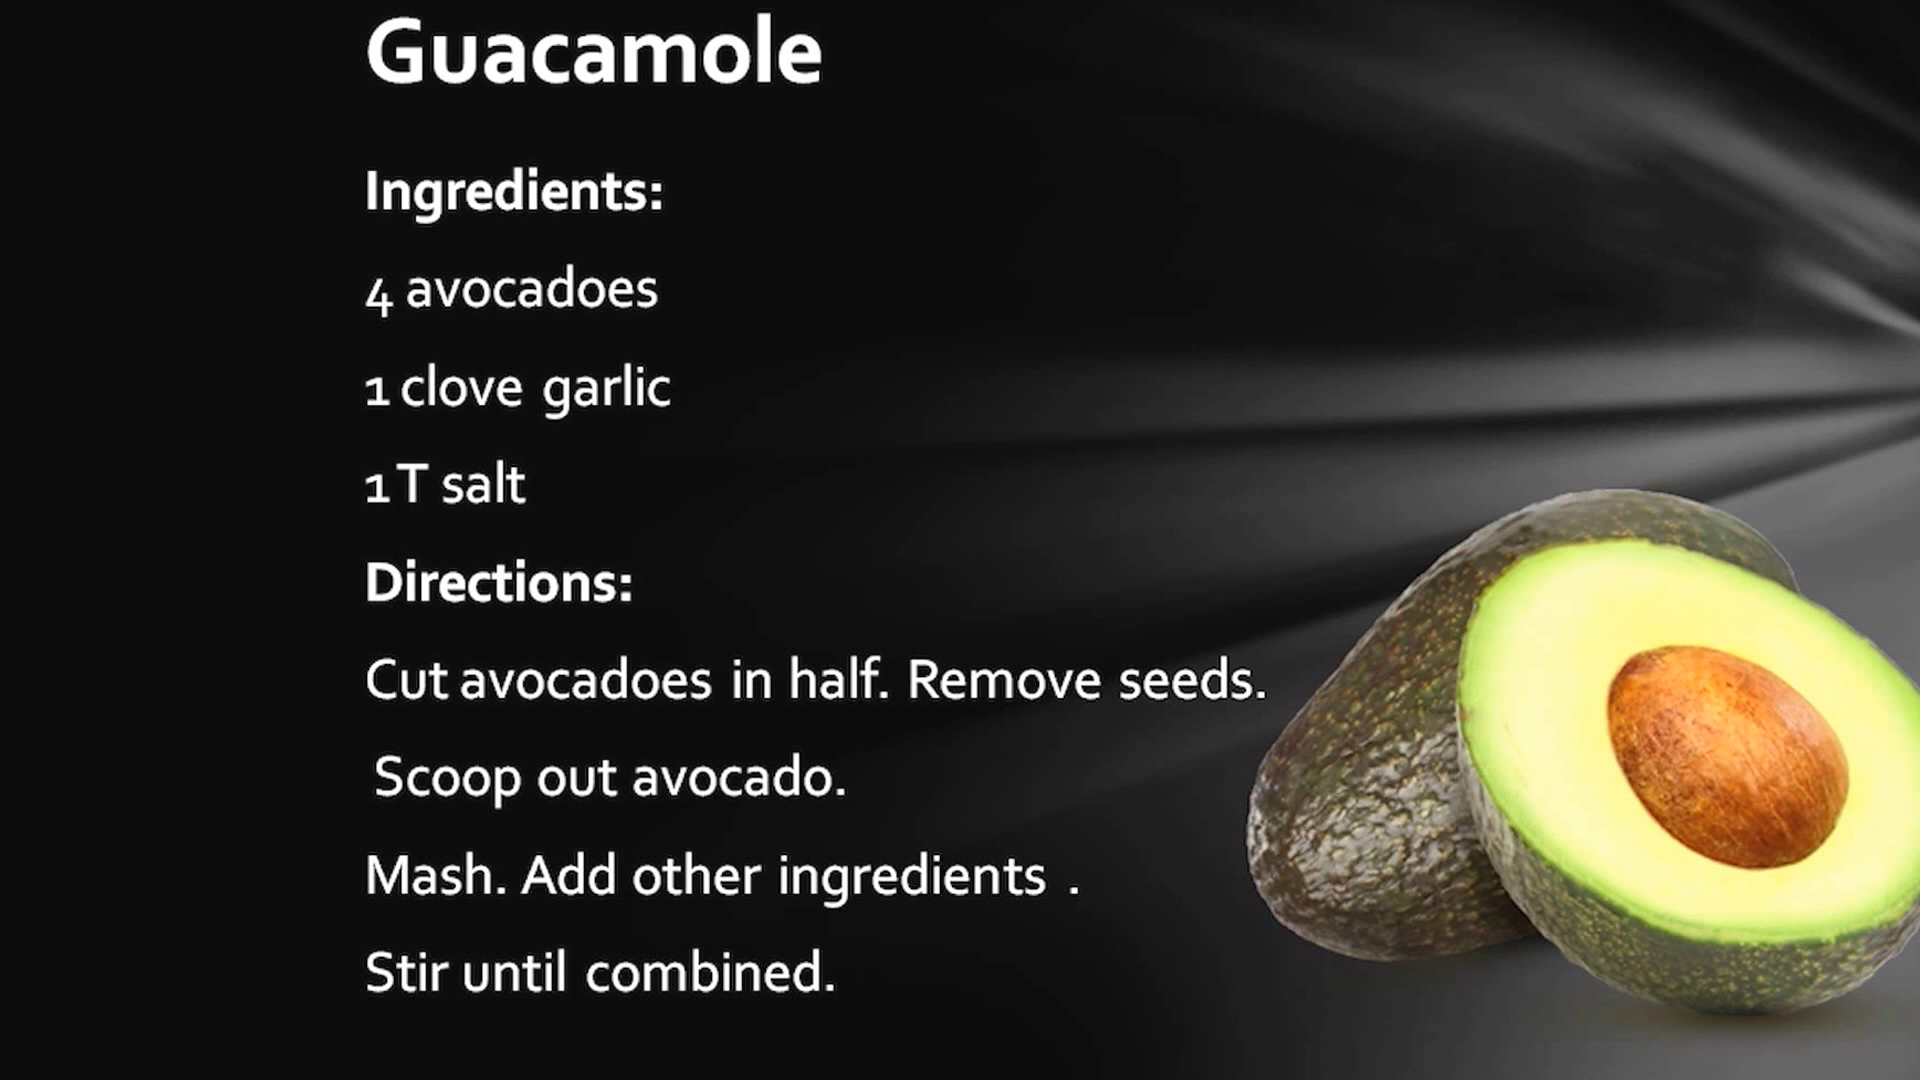 Guacamole
Ingredients:
4 avocadoes
1 clove garlic
1 T salt
Directions:
Cut avocadoes in half. Remove seeds.
Scoop out avocado.
Mash. Add other ingredients .
Stir until combined.